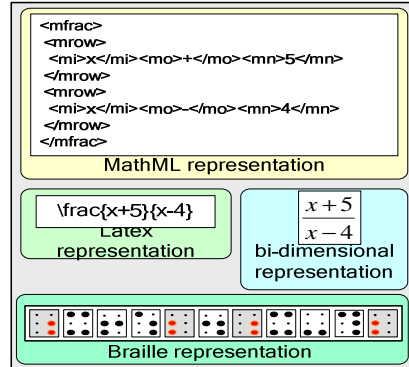 <mfrac>
<mrow>
<mi>x</mi><mo>+</mo><mn>5</mn>
</mrow>
<mrow>
<mi>x</mi><mo>-</mo><mn>4</mn>
</mrow>
</mfrac>
MathML representation
\frac{x+5}{x-4}
Latex
representation
x + 5
x − 4
bi-dimensional
representation
Braille representation